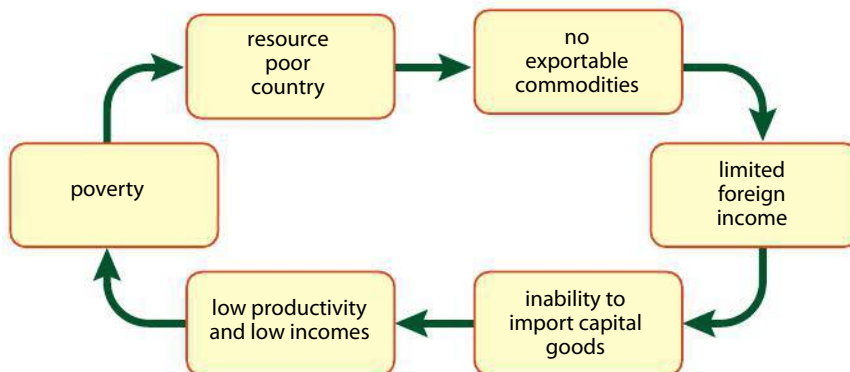 resource
poor
country
no
exportable
commodities
limited
foreign
income
inability to
import capital
goods
low productivity
and low incomes
poverty